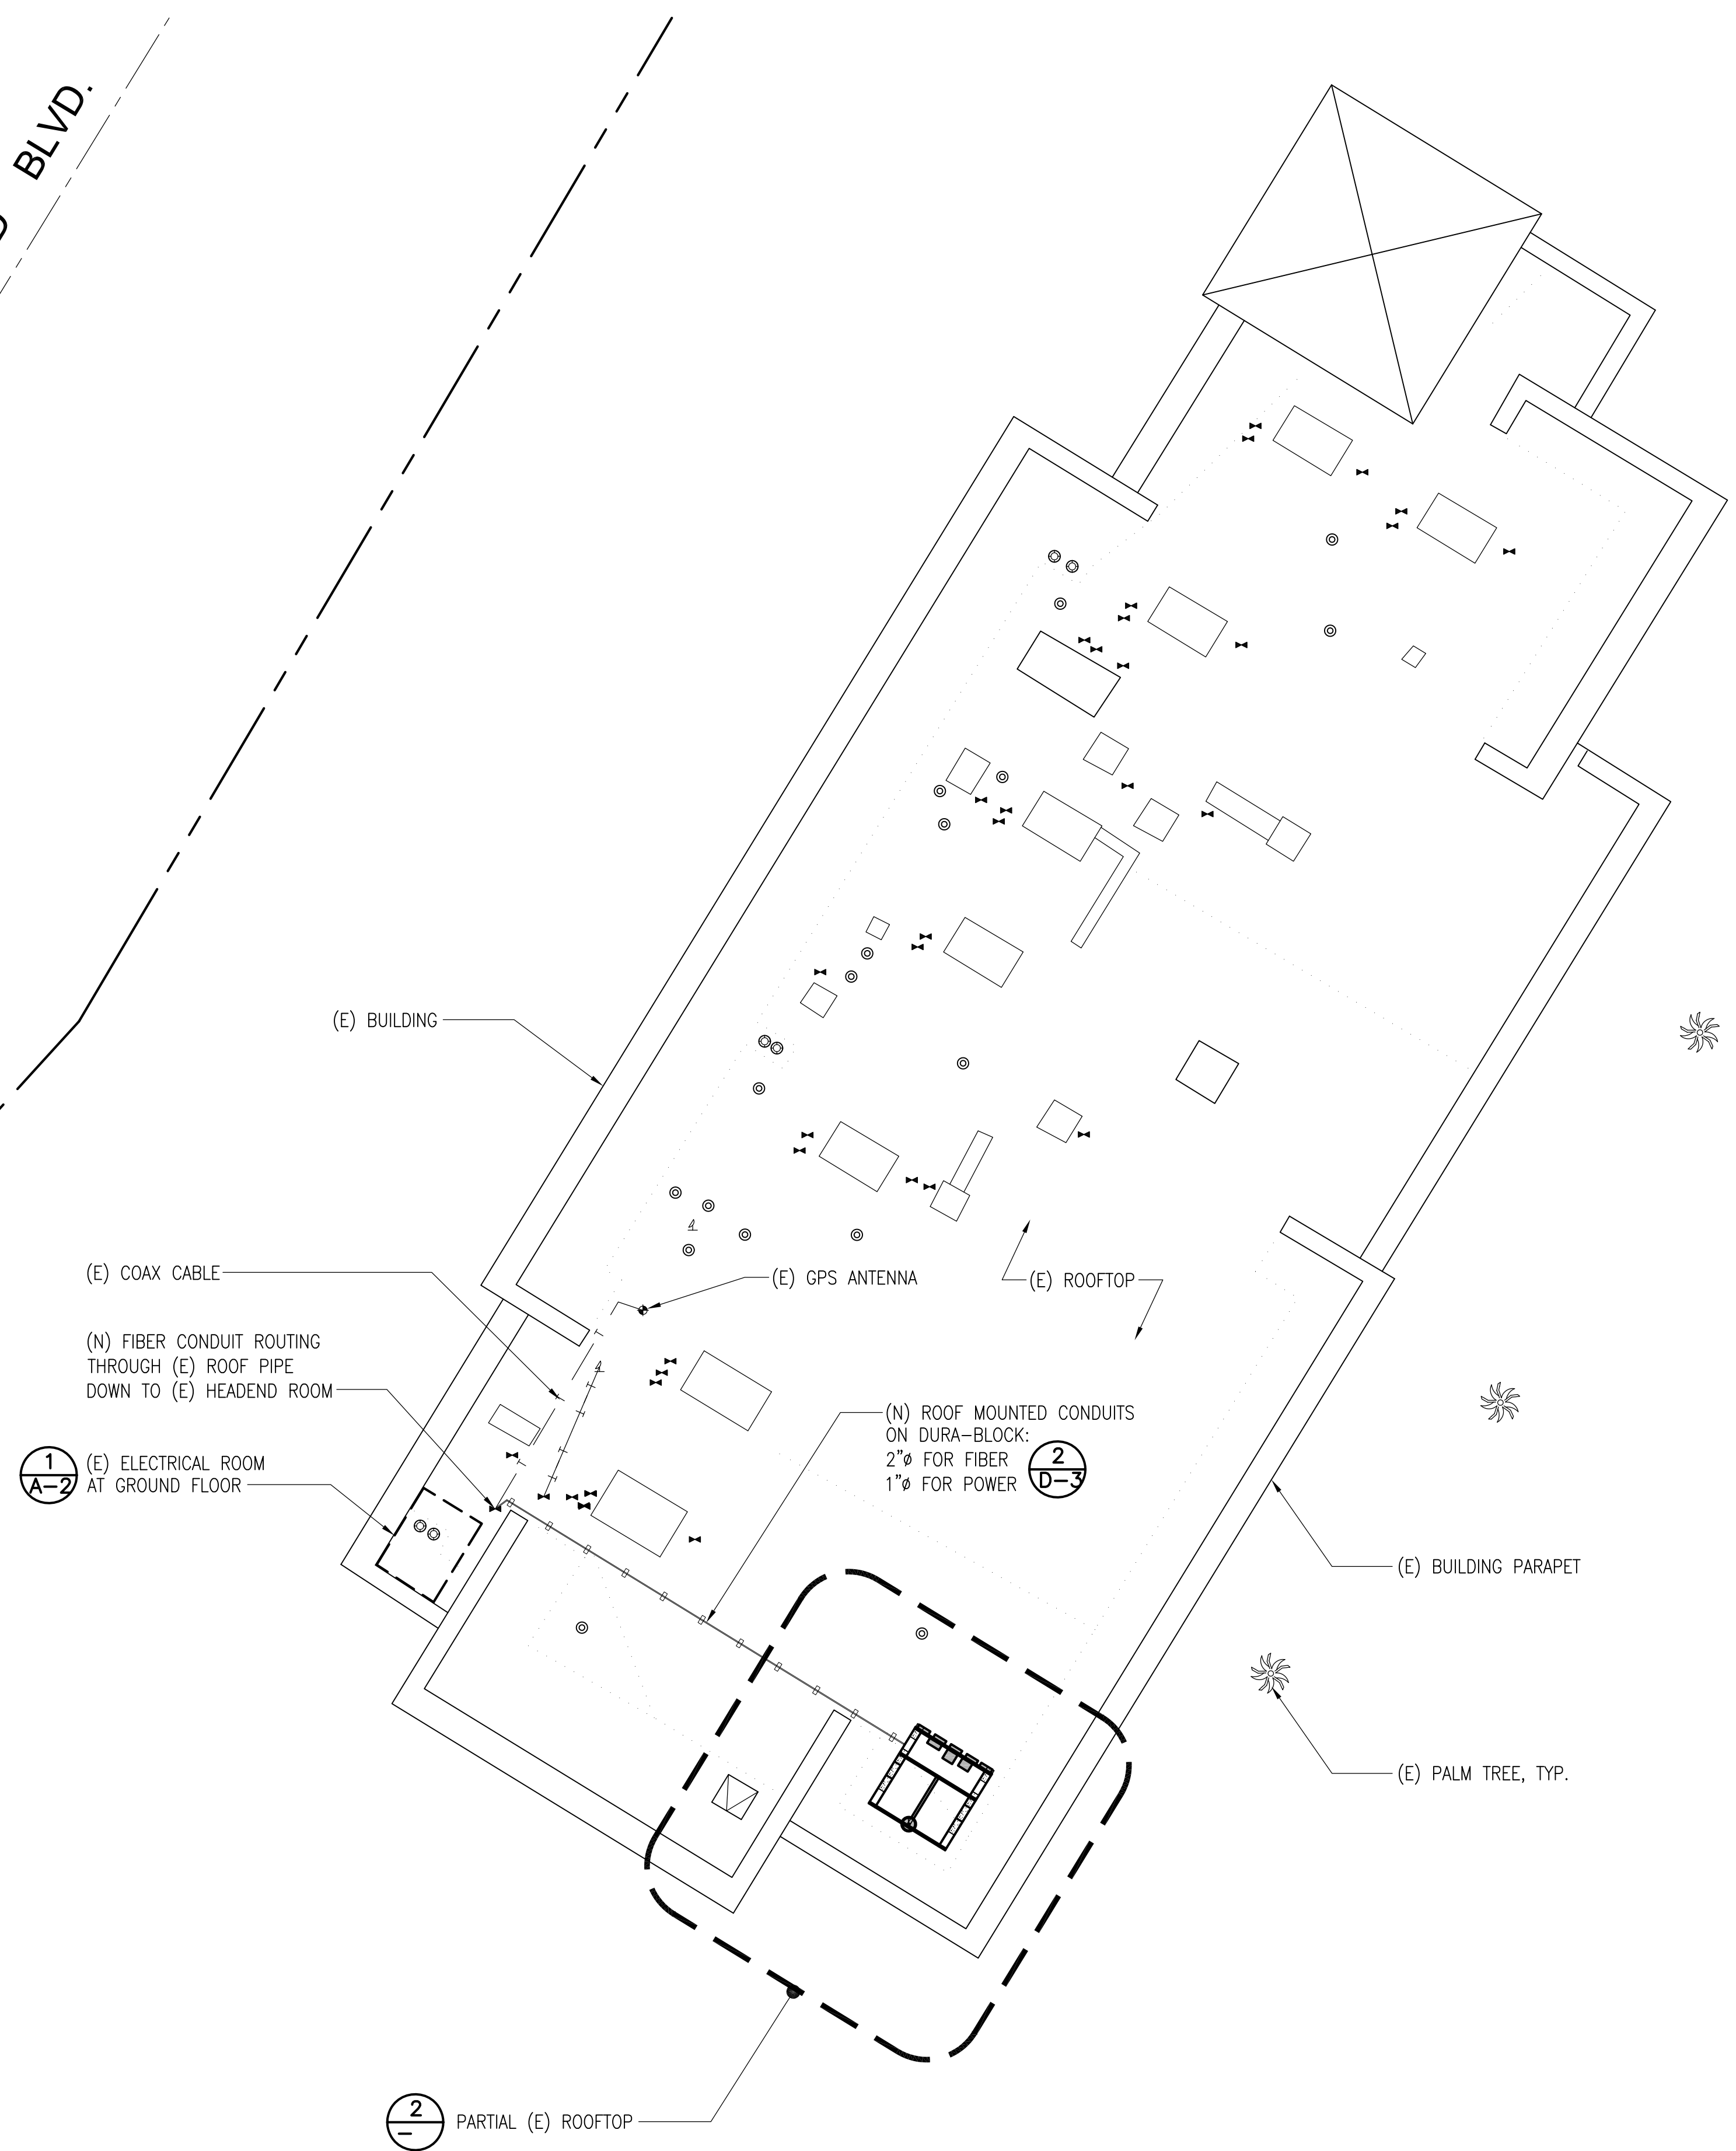 BLVD.
(E) BUILDING
(E) COAX CABLE
(E) GPS ANTENNA
(E) ROOFTOP
(N) FIBER CONDUIT ROUTING
THROUGH (E) ROOF PIPE
DOWN TO (E) HEADEND ROOM
(N) ROOF MOUNTED CONDUITS
ON DURA-BLOCK:
2"ø FOR FIBER
1"ø FOR POWER
2
D-3
1
A-2
(E) ELECTRICAL ROOM
AT GROUND FLOOR
(E) BUILDING PARAPET
(E) PALM TREE, TYP.
2
-
PARTIAL (E) ROOFTOP